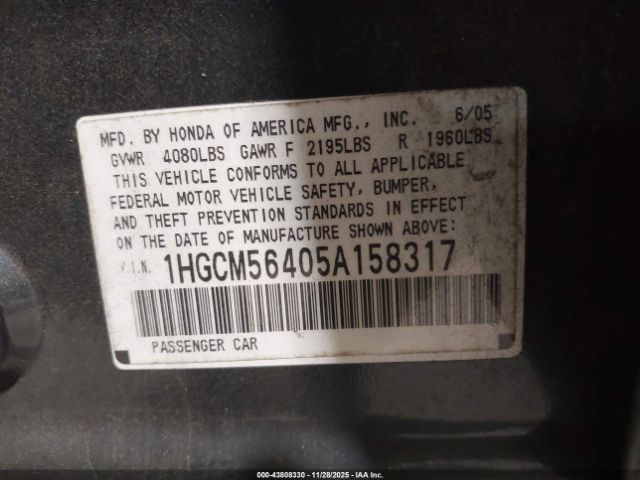 MFD. BY HONDA OF AMERICA MFG., INC. 6/05
GVWR 4080LBS GAWR F 2195LBS R 1960LBS
THIS VEHICLE CONFORMS TO ALL APPLICABLE
FEDERAL MOTOR VEHICLE SAFETY, BUMPER,
AND THEFT PREVENTION STANDARDS IN EFFECT
ON THE DATE OF MANUFACTURE SHOWN ABOVE:
V.I.N. 1HGCM56405A158317
PASSENGER CAR
000-43808330 | 11/28/2025 | IAA Inc.